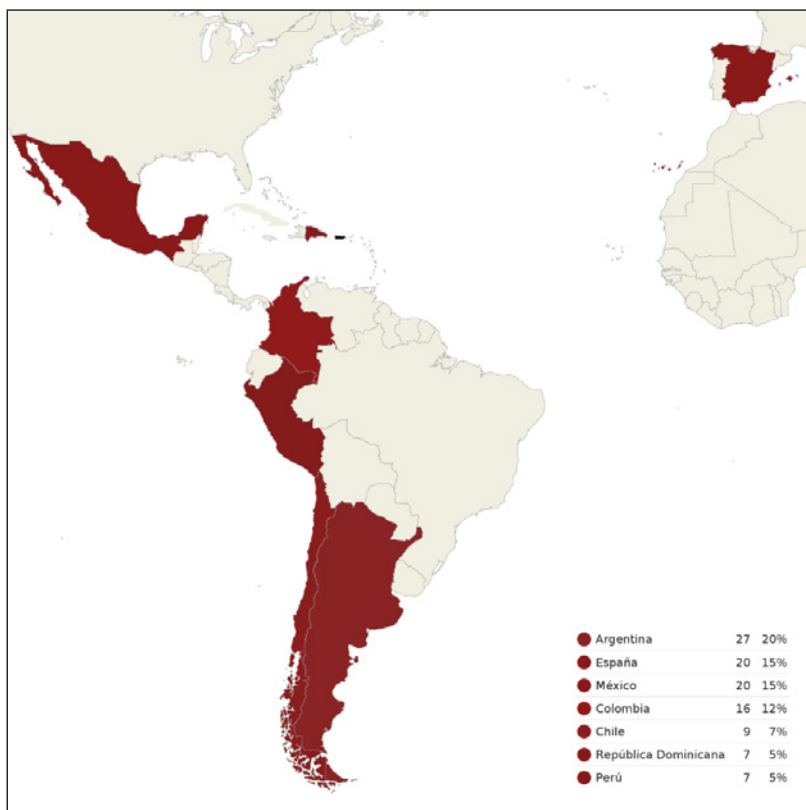 Argentina 27 20%
España 20 15%
México 20 15%
Colombia 16 12%
Chile 9 7%
República Dominicana 7 5%
Perú 7 5%